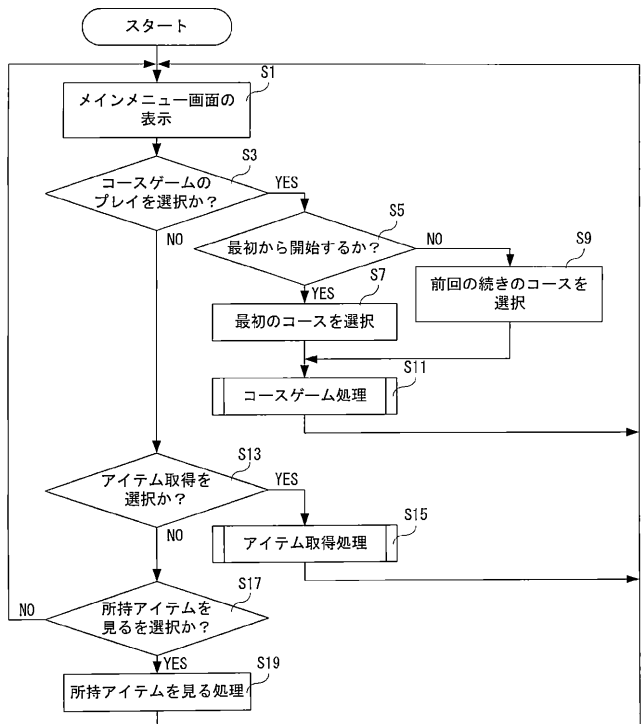 スタート
S1
メインメニュー画面の
表示
S3
コースゲームの
プレイを選択か？
YES
NO
S5
最初から開始するか？
NO
YES
S7
最初のコースを選択
S9
前回の続きのコースを
選択
S11
コースゲーム処理
S13
アイテム取得を
選択か？
YES
NO
S15
アイテム取得処理
S17
所持アイテムを
見るを選択か？
NO
YES
S19
所持アイテムを見る処理